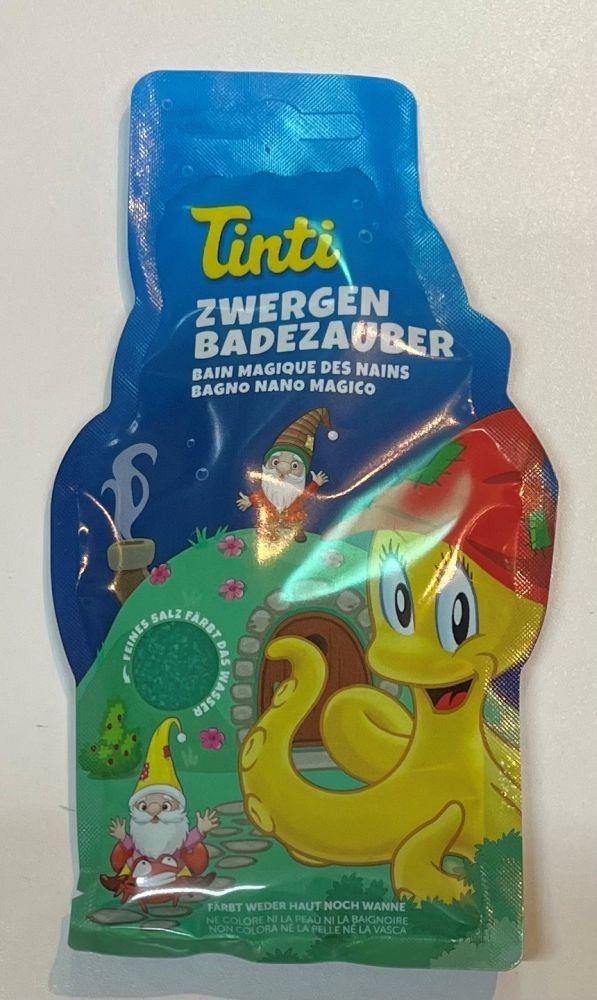 Tinti
ZWERGEN
BADEZAUBER
BAIN MAGIQUE DES NAINS
BAGNO NANO MAGICO
FEINES SALZ FÄRBT DAS WASSER
FÄRBT WEDER HAUT NOCH WANNE
NE COLORE NI LA PEAU NI LA BAIGNOIRE
NON COLORA NÉ LA PELLE NÉ LA VASCA